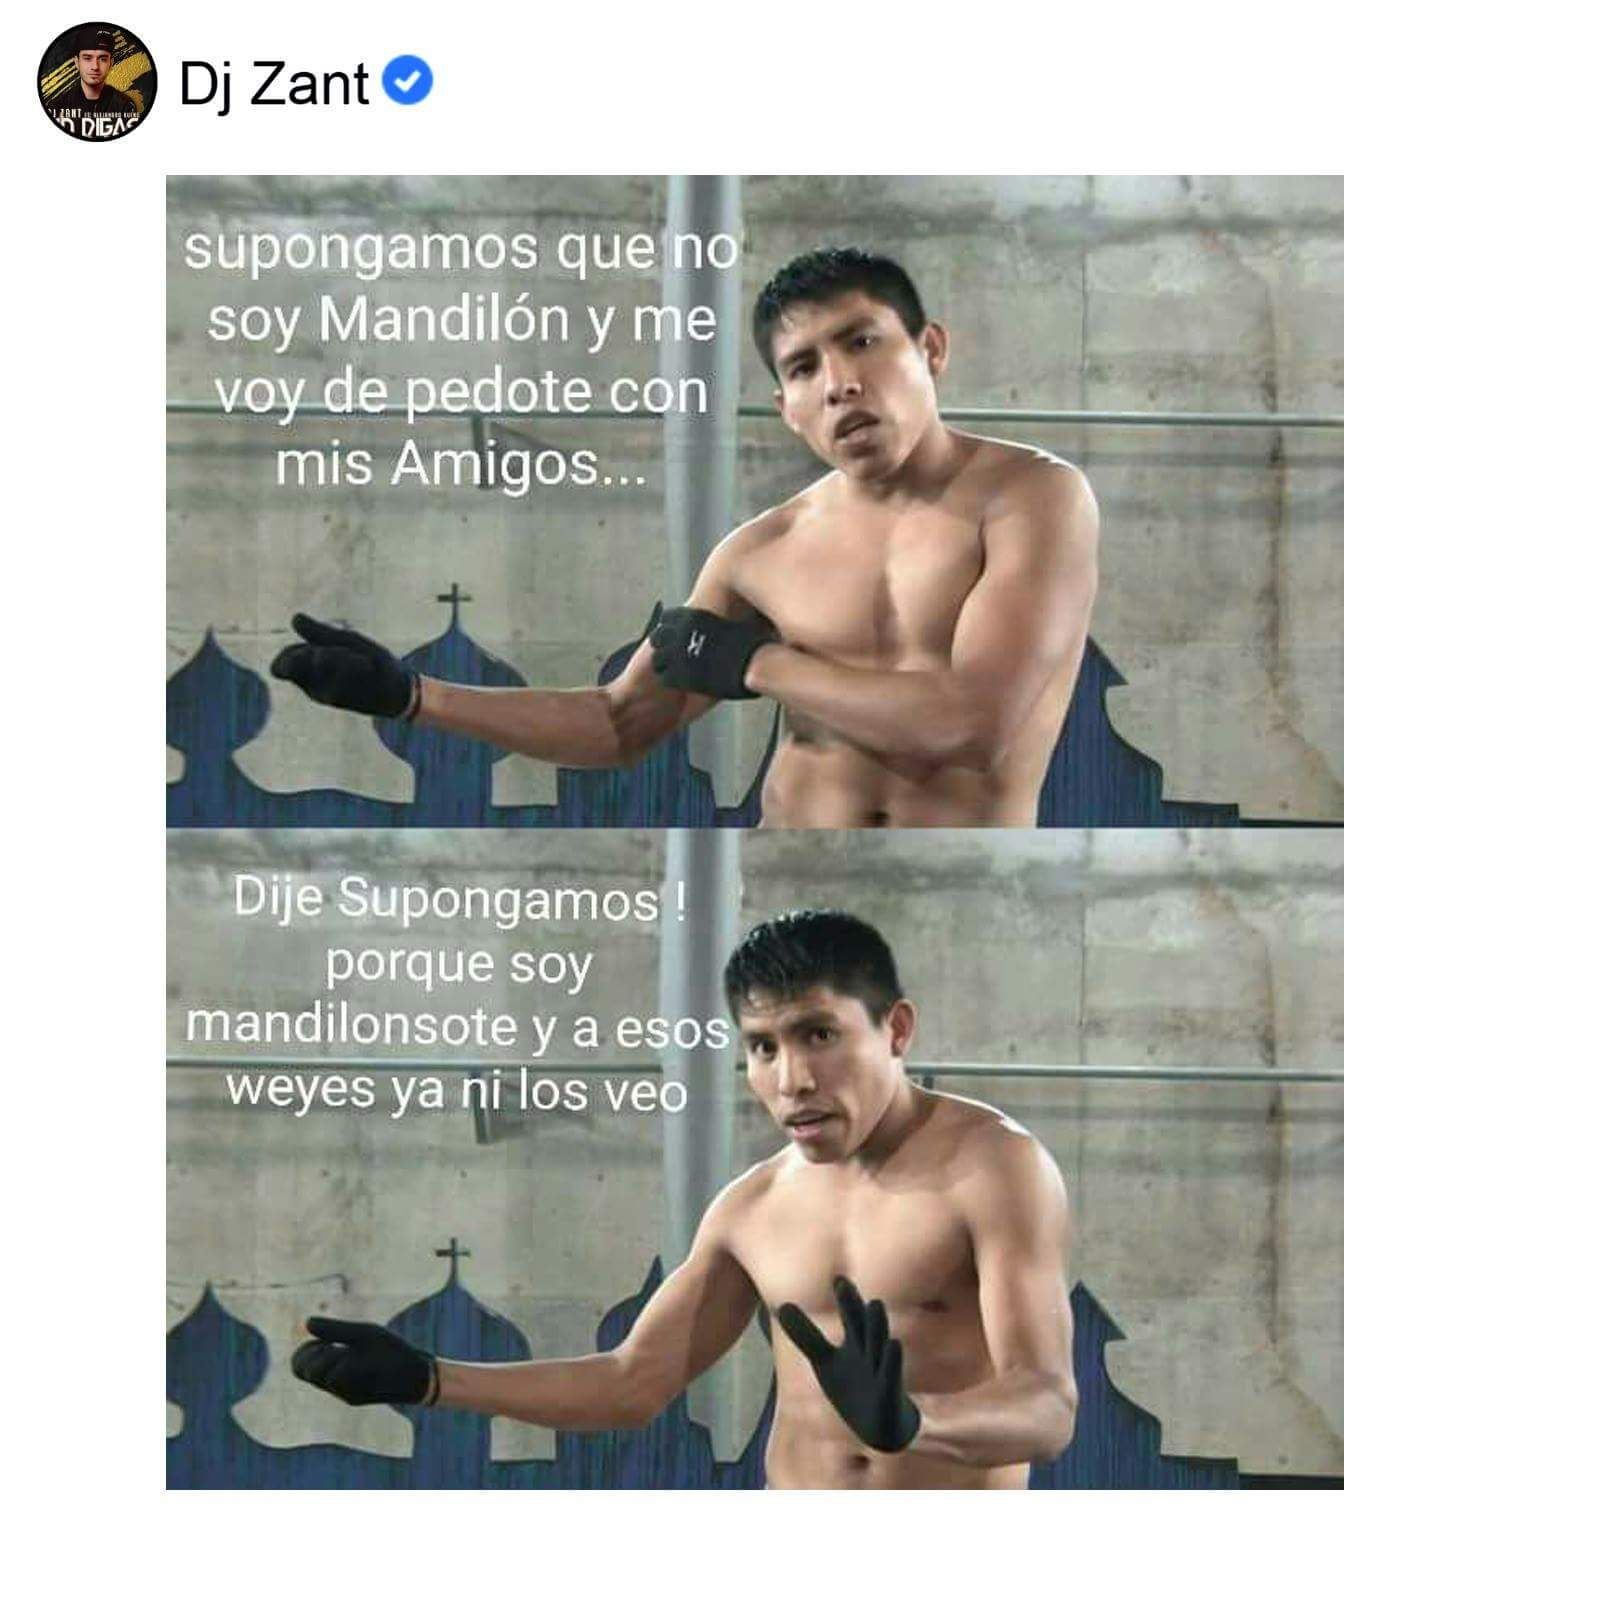 Dj Zant
supongamos que no
soy Mandilón y me
voy de pedote con
mis Amigos...
Dije Supongamos !
porque soy
mandilonsote y a esos
weyes ya ni los veo